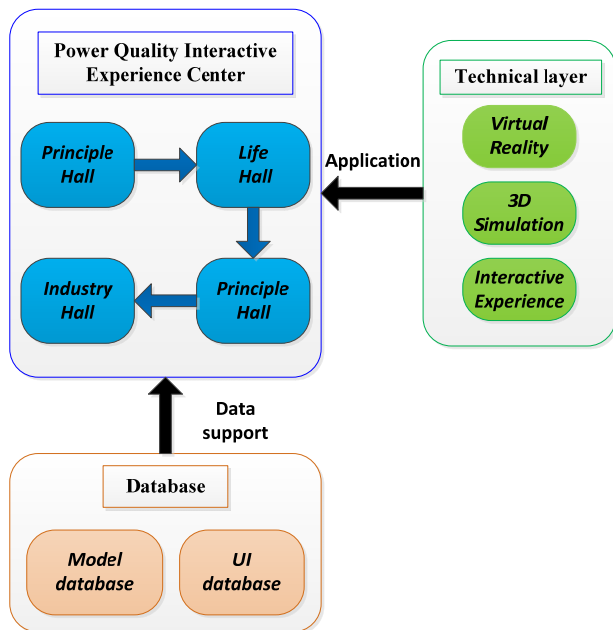 Power Quality Interactive
Experience Center
Principle
Hall
Life
Hall
Industry
Hall
Principle
Hall
Application
Technical layer
Virtual
Reality
3D
Simulation
Interactive
Experience
Data
support
Database
Model
database
UI
database